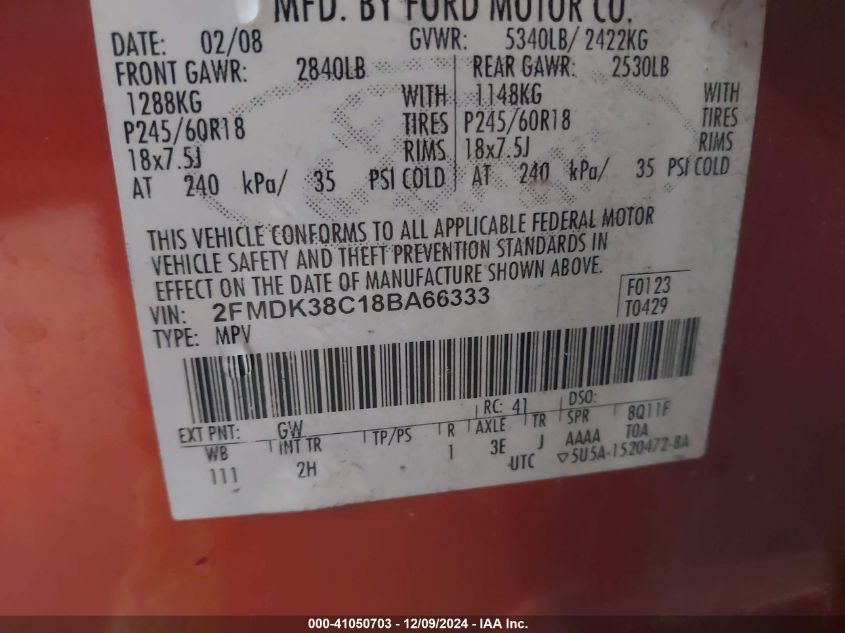 MFD. BY FORD MOTOR CO.
DATE: 02/08 GVWR: 5340LB/ 2422KG
FRONT GAWR: 2840LB REAR GAWR: 2530LB
1288KG WITH 1148KG WITH
P245/60R18 TIRES P245/60R18 TIRES
18x7.5J RIMS 18x7.5J RIMS
AT 240 kPa/ 35 PSI COLD AT 240 kPa/ 35 PSI COLD
THIS VEHICLE CONFORMS TO ALL APPLICABLE FEDERAL MOTOR
VEHICLE SAFETY AND THEFT PREVENTION STANDARDS IN
EFFECT ON THE DATE OF MANUFACTURE SHOWN ABOVE.
VIN: 2FMDK38C18BA66333 F0123
TYPE: MPV T0429
EXT PNT: GW RC: 41 DSO:
WB INT TR TP/PS R AXLE TR SPR 8Q11F
111 2H 1 3E J AAAA T0A
UTC ▽5U5A-1520472-BA
000-41050703 - 12/09/2024 - IAA Inc.